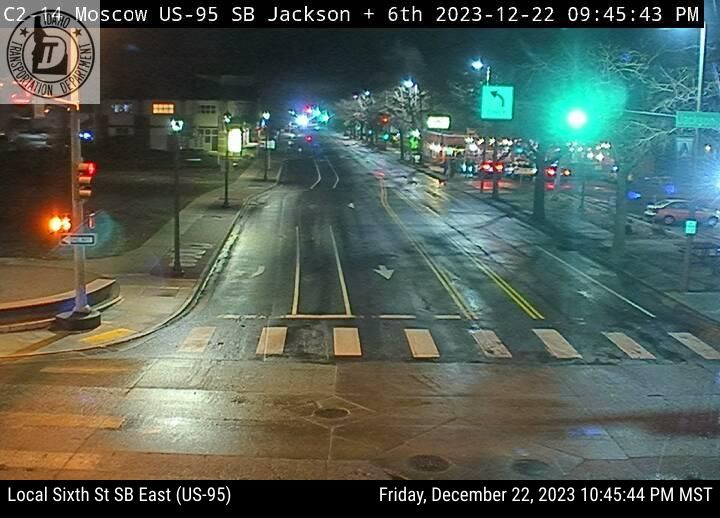 C2.14 Moscow US-95 SB Jackson + 6th 2023-12-22 09:45:43 PM
IDAHO
TRANSPORTATION DEPARTMENT
Local Sixth St SB East (US-95)
Friday, December 22, 2023 10:45:44 PM MST